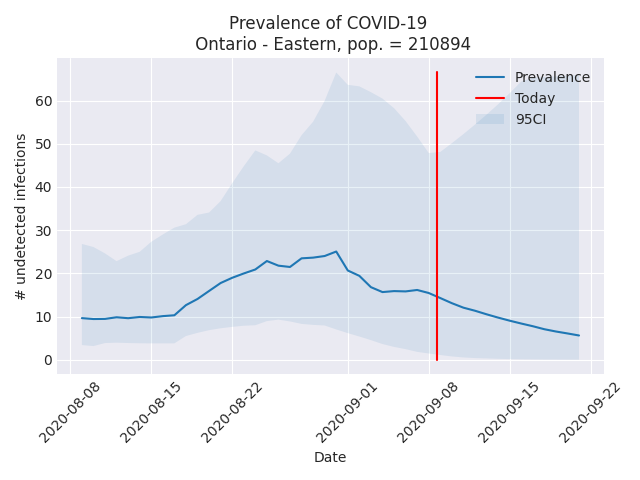 Prevalence of COVID-19
Ontario - Eastern, pop. = 210894
Prevalence
Today
95CI
60
50
40
30
20
10
0
# undetected infections
2020-08-08
2020-08-15
2020-08-22
2020-09-01
2020-09-08
2020-09-15
2020-09-22
Date